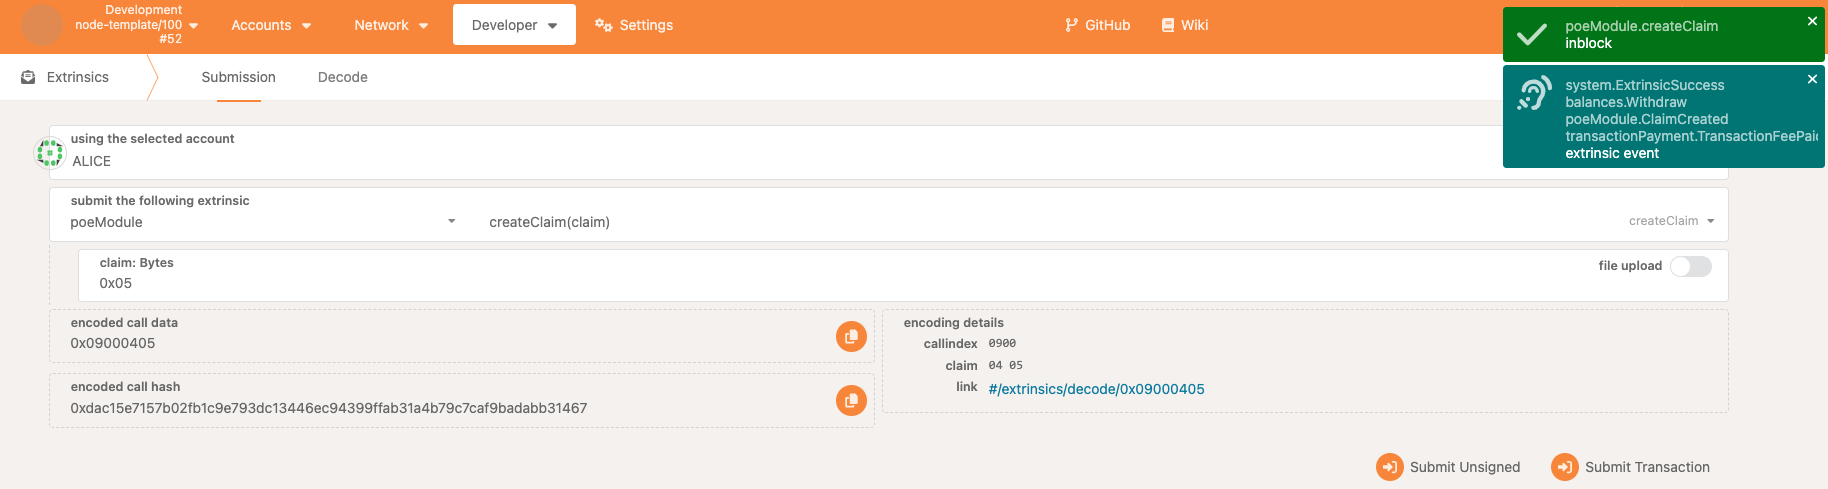 Development
node-template/100
#52
Accounts
Network
Developer
Settings
GitHub
Wiki
poeModule.createClaim
inblock
system.ExtrinsicSuccess
balances.Withdraw
poeModule.ClaimCreated
transactionPayment.TransactionFeePaid
extrinsic event
Extrinsics
Submission
Decode
using the selected account
ALICE
submit the following extrinsic
poeModule
createClaim(claim)
createClaim
claim: Bytes
0x05
file upload
encoded call data
0x09000405
encoded call hash
0xdac15e7157b02fb1c9e793dc13446ec94399ffab31a4b79c7caf9badabb31467
encoding details
callindex 0900
claim 04 05
link #/extrinsics/decode/0x09000405
Submit Unsigned
Submit Transaction